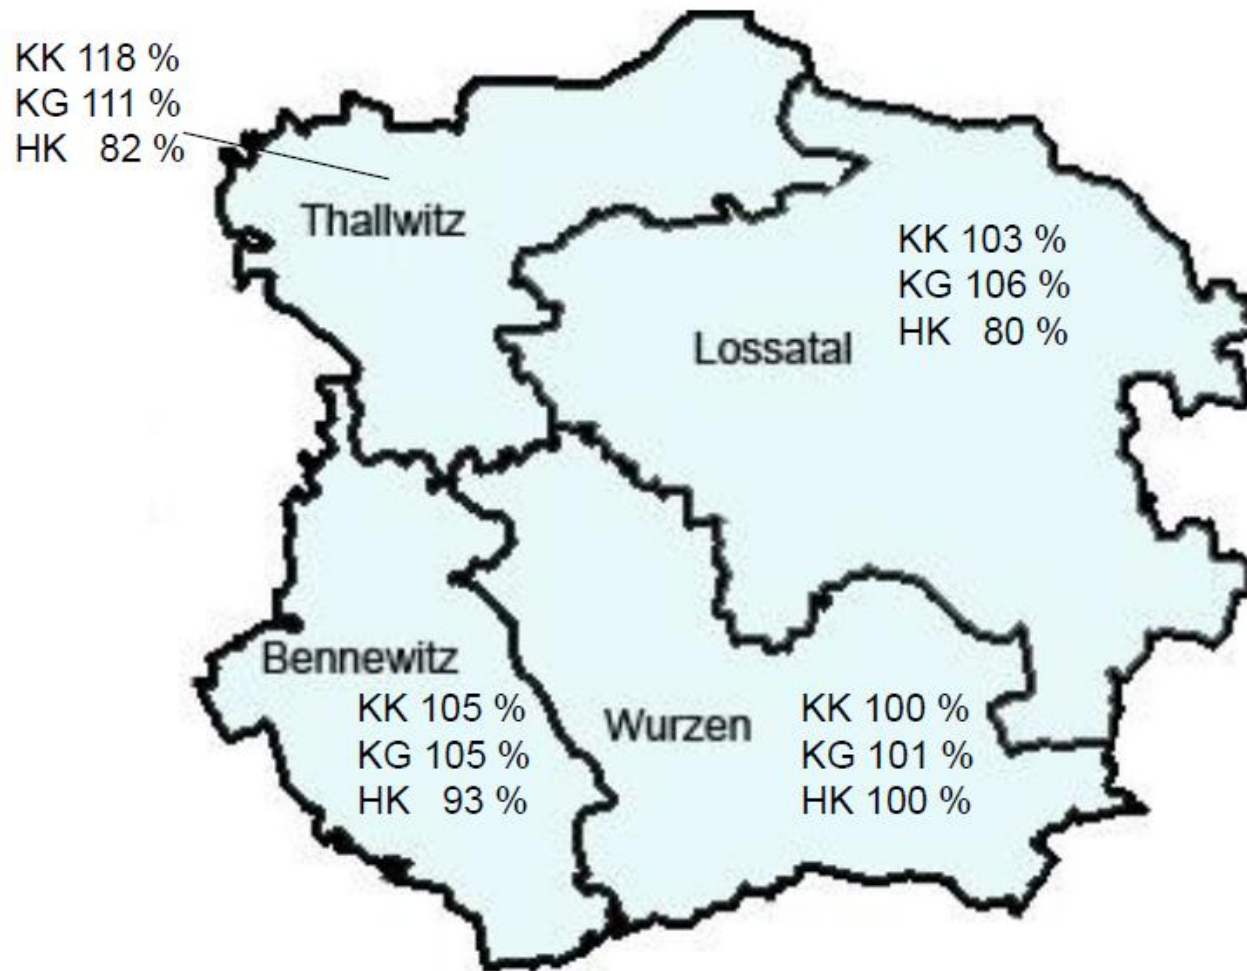 KK 118 %
KG 111 %
HK 82 %
Thallwitz
KK 103 %
KG 106 %
HK 80 %
Lossatal
Bennewitz
KK 105 %
KG 105 %
HK 93 %
Wurzen
KK 100 %
KG 101 %
HK 100 %